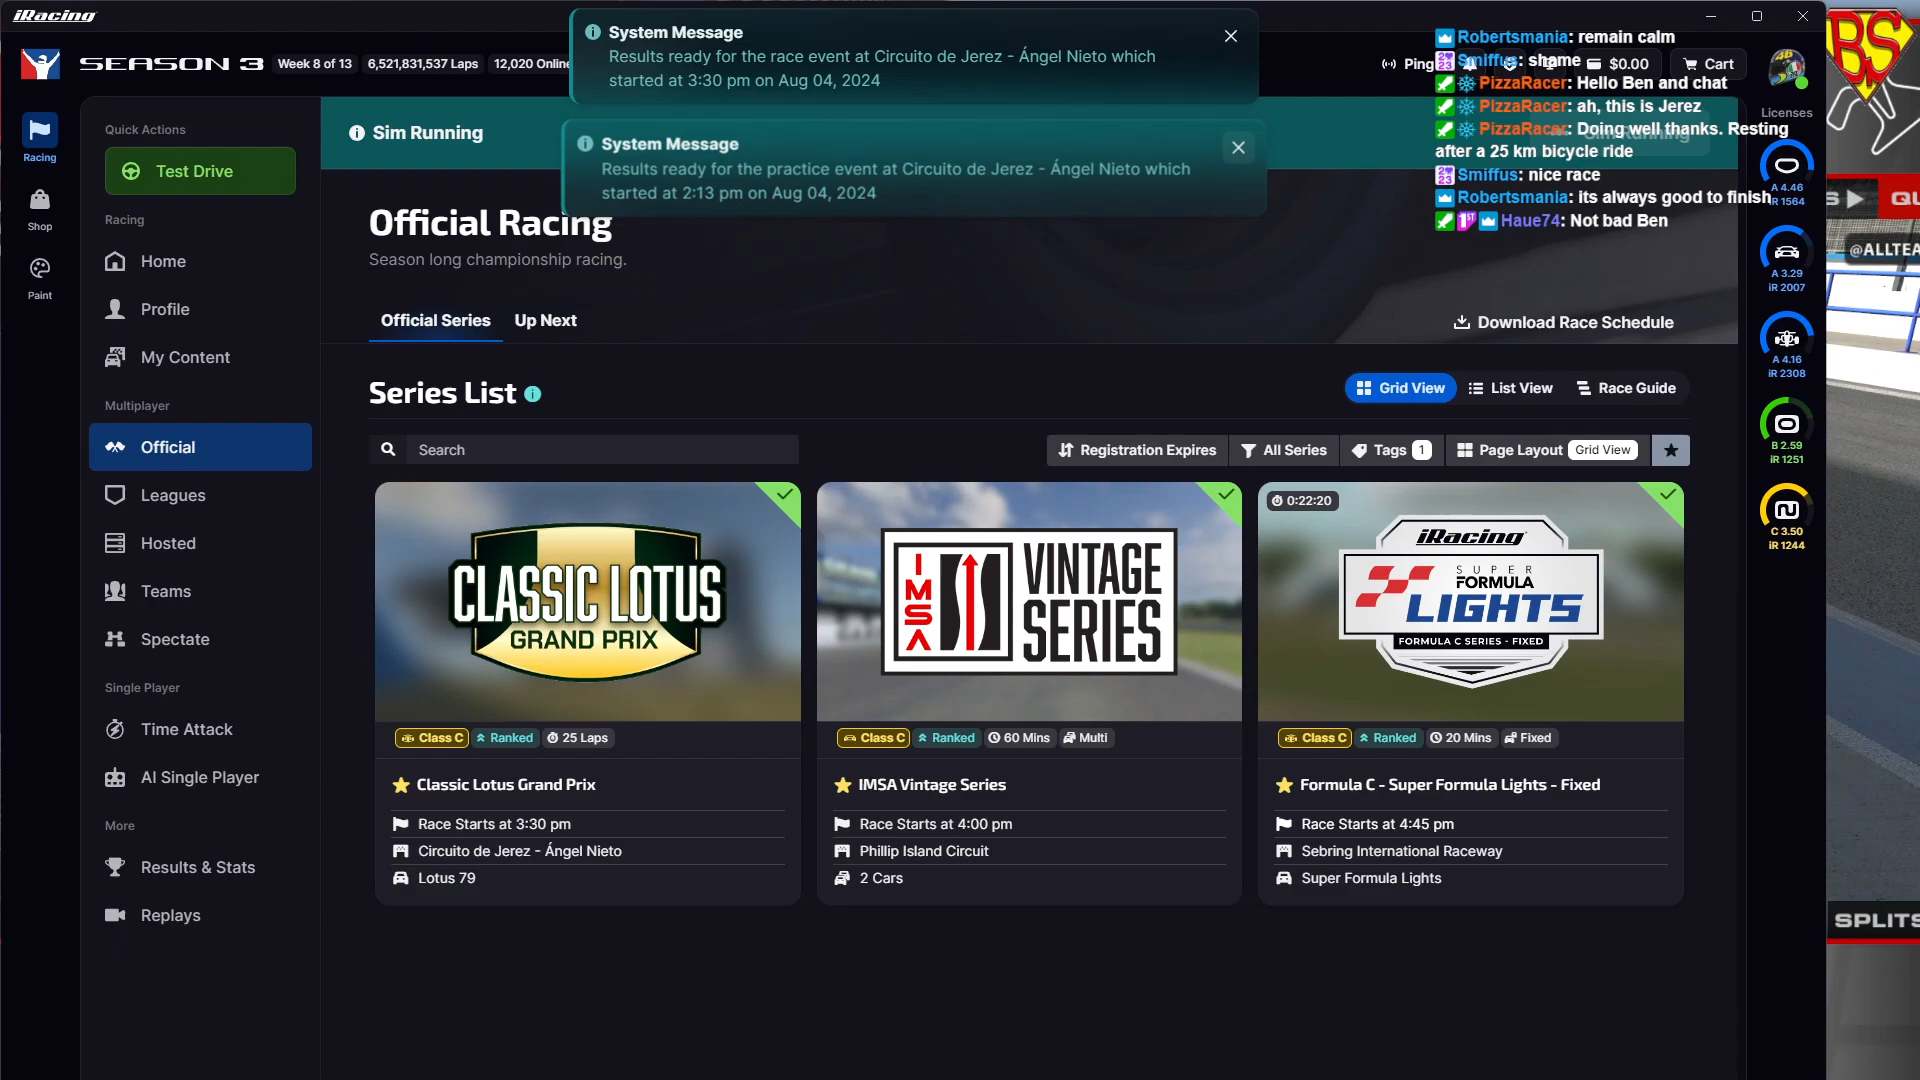 iRacing
SEASON 3
Week 8 of 13
6,521,831,537 Laps
12,020 Online
System Message
Results ready for the race event at Circuito de Jerez - Ángel Nieto which
started at 3:30 pm on Aug 04, 2024
System Message
Results ready for the practice event at Circuito de Jerez - Ángel Nieto which
started at 2:13 pm on Aug 04, 2024
Ping
$0.00
Cart
Robertsmania: remain calm
Smiffus: shame
PizzaRacer: Hello Ben and chat
PizzaRacer: ah, this is Jerez
PizzaRacer: Doing well thanks. Resting
after a 25 km bicycle ride
Smiffus: nice race
Robertsmania: its always good to finish
Haue74: Not bad Ben
Racing
Shop
Paint
Quick Actions
Test Drive
Racing
Home
Profile
My Content
Multiplayer
Official
Leagues
Hosted
Teams
Spectate
Single Player
Time Attack
AI Single Player
More
Results & Stats
Replays
Sim Running
Sim Running
Official Racing
Season long championship racing.
Official Series
Up Next
Download Race Schedule
Series List
Grid View
List View
Race Guide
Search
Registration Expires
All Series
Tags 1
Page Layout Grid View
CLASSIC LOTUS
GRAND PRIX
Class C
Ranked
25 Laps
Classic Lotus Grand Prix
Race Starts at 3:30 pm
Circuito de Jerez - Ángel Nieto
Lotus 79
IMSA
VINTAGE
SERIES
Class C
Ranked
60 Mins
Multi
IMSA Vintage Series
Race Starts at 4:00 pm
Phillip Island Circuit
2 Cars
0:22:20
iRacing
SUPER
FORMULA
LIGHTS
FORMULA C SERIES - FIXED
Class C
Ranked
20 Mins
Fixed
Formula C - Super Formula Lights - Fixed
Race Starts at 4:45 pm
Sebring International Raceway
Super Formula Lights
Licenses
A 4.46
iR 1564
A 3.29
iR 2007
A 4.16
iR 2308
B 2.59
iR 1251
C 3.50
iR 1244
BS
S
QU
@ALLTEA
SPLITS